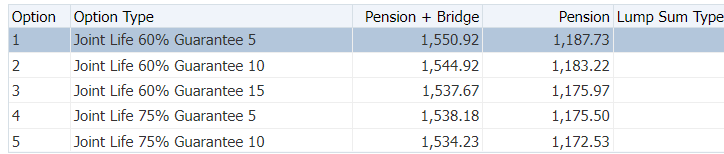 Option Option Type Pension + Bridge Pension Lump Sum Type
1 Joint Life 60% Guarantee 5 1,550.92 1,187.73
2 Joint Life 60% Guarantee 10 1,544.92 1,183.22
3 Joint Life 60% Guarantee 15 1,537.67 1,175.97
4 Joint Life 75% Guarantee 5 1,538.18 1,175.50
5 Joint Life 75% Guarantee 10 1,534.23 1,172.53